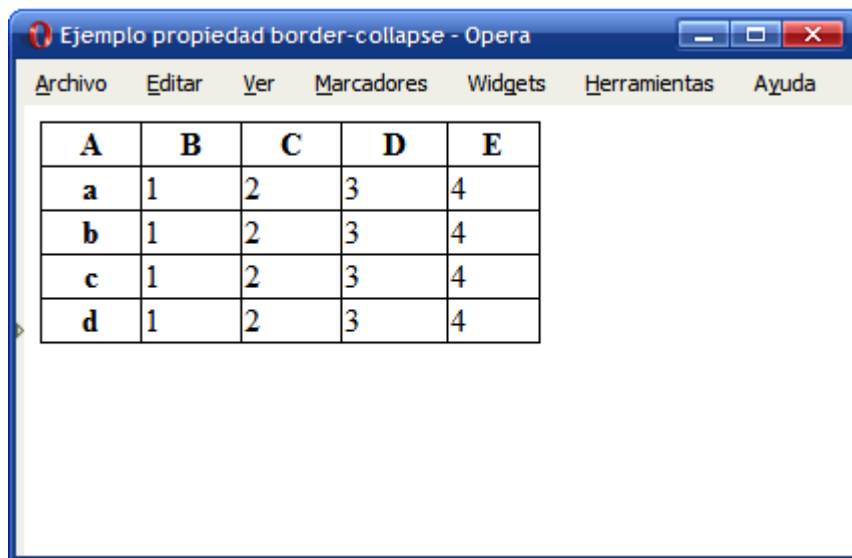 Ejemplo propiedad border-collapse - Opera
Archivo Editar Ver Marcadores Widgets Herramientas Ayuda
A B C D E
a 1 2 3 4
b 1 2 3 4
c 1 2 3 4
d 1 2 3 4